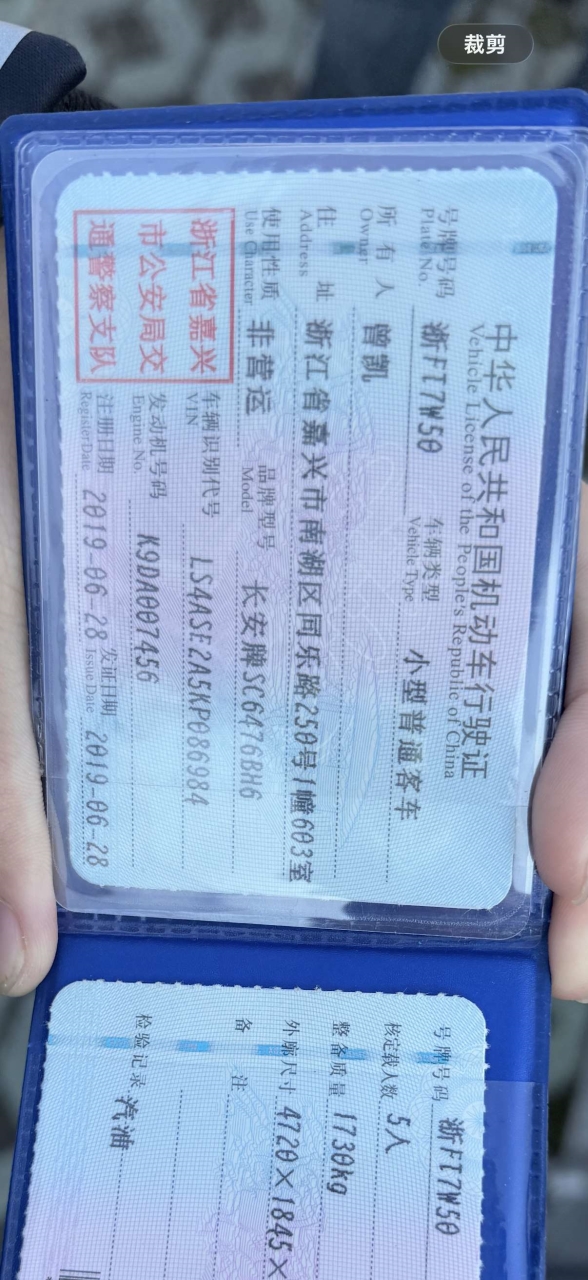 裁剪
中华人民共和国机动车行驶证
Vehicle License of the People's Republic of China
号牌号码 浙FI7W50 车辆类型 小型普通客车
Plate No. Vehicle Type
所有人 曾凯
Owner
住址 浙江省嘉兴市南湖区同乐路250号1幢603室
Address
使用性质 非营运 品牌型号 长安牌SC6476BH6
Use Character Model
浙江省嘉兴
市公安局交
通警察支队
车辆识别代号 LS4ASE2A5KP086984
VIN
发动机号码 K9DA007456
Engine No.
注册日期 2019-06-28 发证日期 2019-06-28
Register Date Issue Date
号牌号码 浙FI7W50
核定载人数 5人
整备质量 1730kg
外廓尺寸 4720×1845×
备注
检验记录 汽油